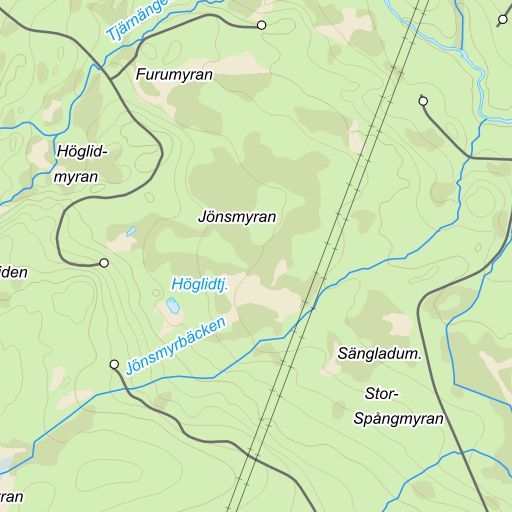 Tjärnänge
Furumyran
Höglid-
myran
Jönsmyran
iden
Höglidtj.
Jönsmyrbäcken
Sängladum.
Stor-
Spångmyran
ran